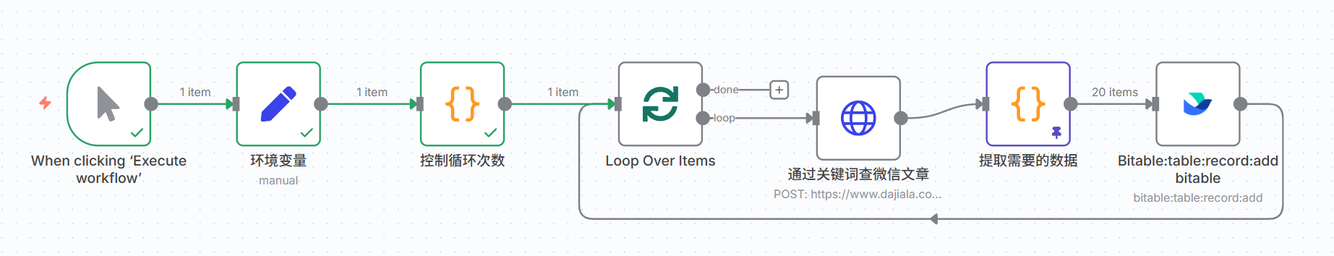 1 item
1 item
1 item
done
loop
20 items
When clicking ‘Execute
workflow’
环境变量
manual
控制循环次数
Loop Over Items
通过关键词查微信文章
POST: https://www.dajiala.co...
提取需要的数据
Bitable:table:record:add
bitable
bitable:table:record:add